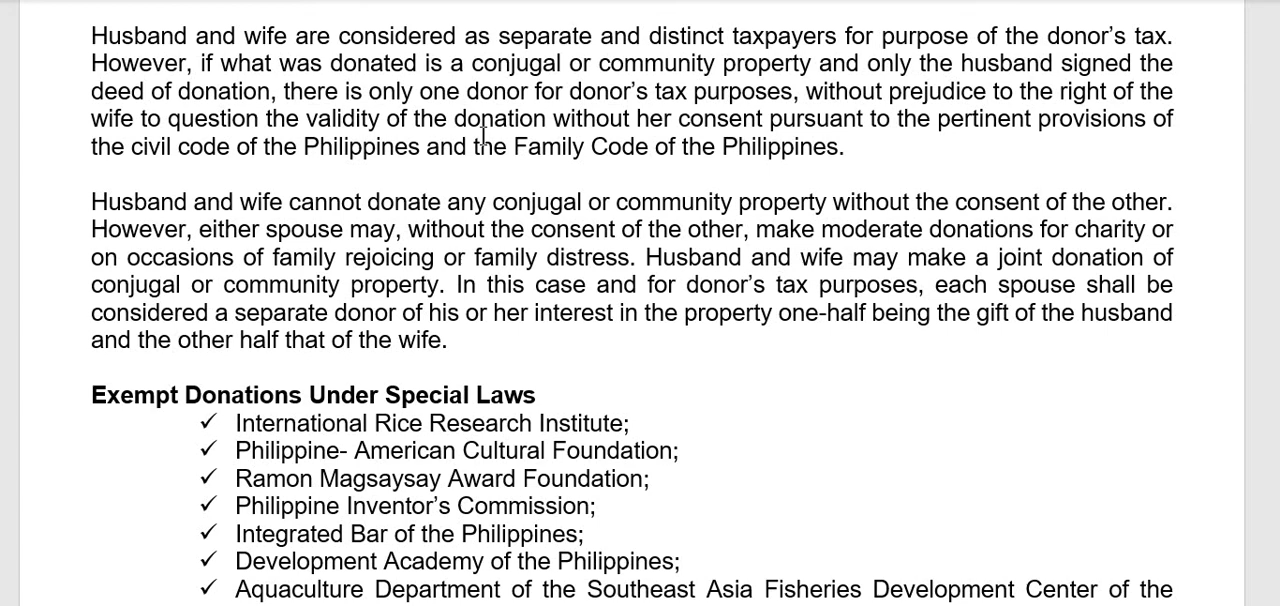 Husband and wife are considered as separate and distinct taxpayers for purpose of the donor's tax.
However, if what was donated is a conjugal or community property and only the husband signed the
deed of donation, there is only one donor for donor's tax purposes, without prejudice to the right of the
wife to question the validity of the donation without her consent pursuant to the pertinent provisions of
the civil code of the Philippines and the Family Code of the Philippines.
Husband and wife cannot donate any conjugal or community property without the consent of the other.
However, either spouse may, without the consent of the other, make moderate donations for charity or
on occasions of family rejoicing or family distress. Husband and wife may make a joint donation of
conjugal or community property. In this case and for donor's tax purposes, each spouse shall be
considered a separate donor of his or her interest in the property one-half being the gift of the husband
and the other half that of the wife.
Exempt Donations Under Special Laws
✓ International Rice Research Institute;
✓ Philippine- American Cultural Foundation;
✓ Ramon Magsaysay Award Foundation;
✓ Philippine Inventor's Commission;
✓ Integrated Bar of the Philippines;
✓ Development Academy of the Philippines;
✓ Aquaculture Department of the Southeast Asia Fisheries Development Center of the